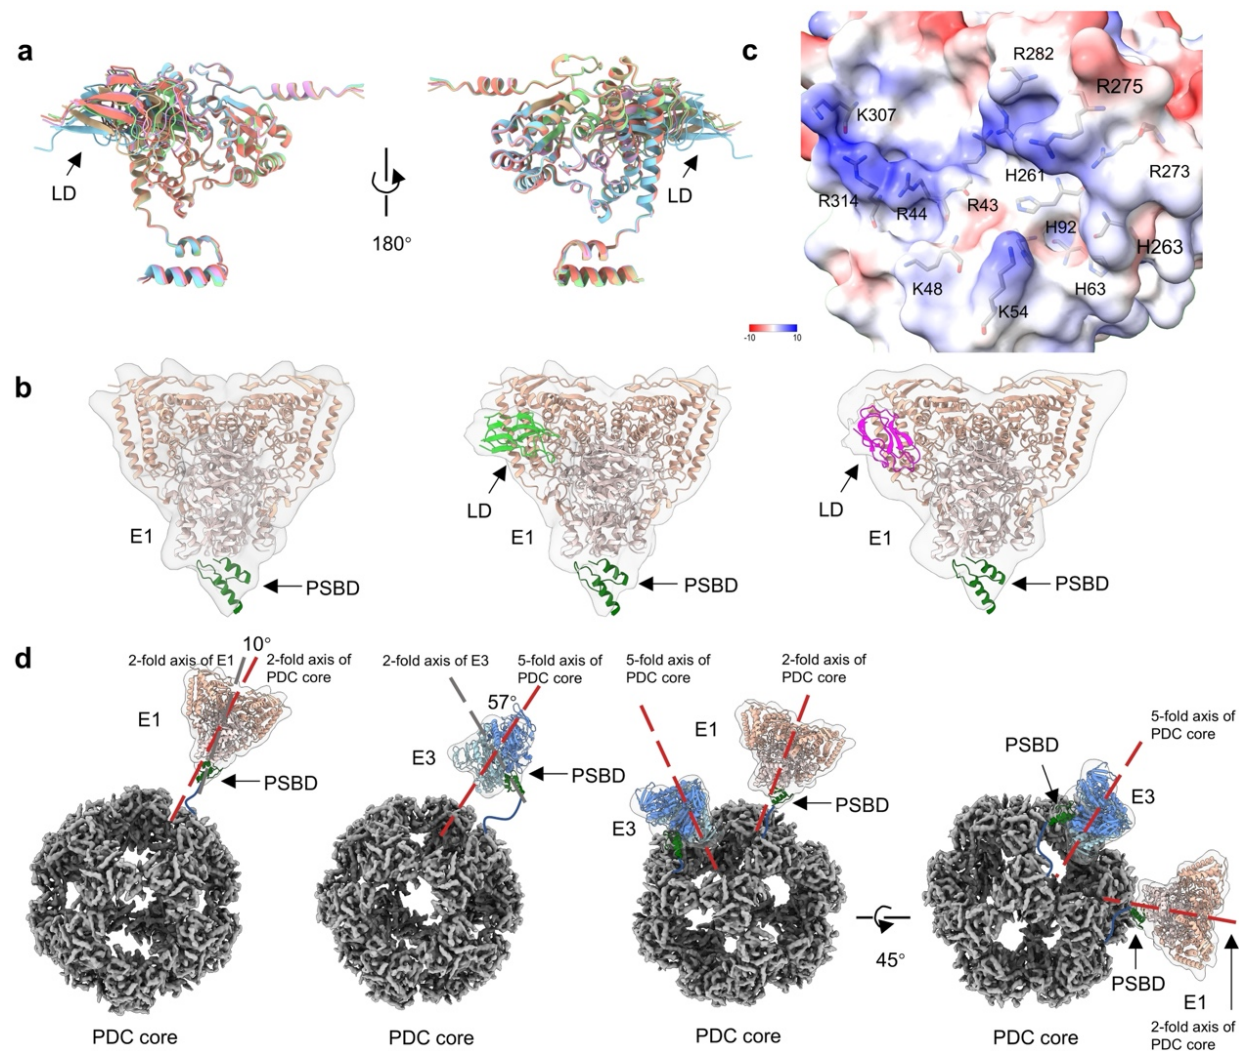 a
LD
180°
LD
c
R282
R275
K307
H261
R273
R314
R44
R43
H92
H263
K48
H63
K54
-10
10
b
E1
PSBD
LD
E1
PSBD
LD
E1
PSBD
d
10°
2-fold axis of E1
2-fold axis of
PDC core
E1
PSBD
PDC core
2-fold axis of E3
5-fold axis of
PDC core
57°
E3
PSBD
PDC core
5-fold axis of
PDC core
2-fold axis of
PDC core
E1
PSBD
E3
PDC core
45°
5-fold axis of
PDC core
PSBD
E3
PSBD
E1
PDC core
2-fold axis of
PDC core